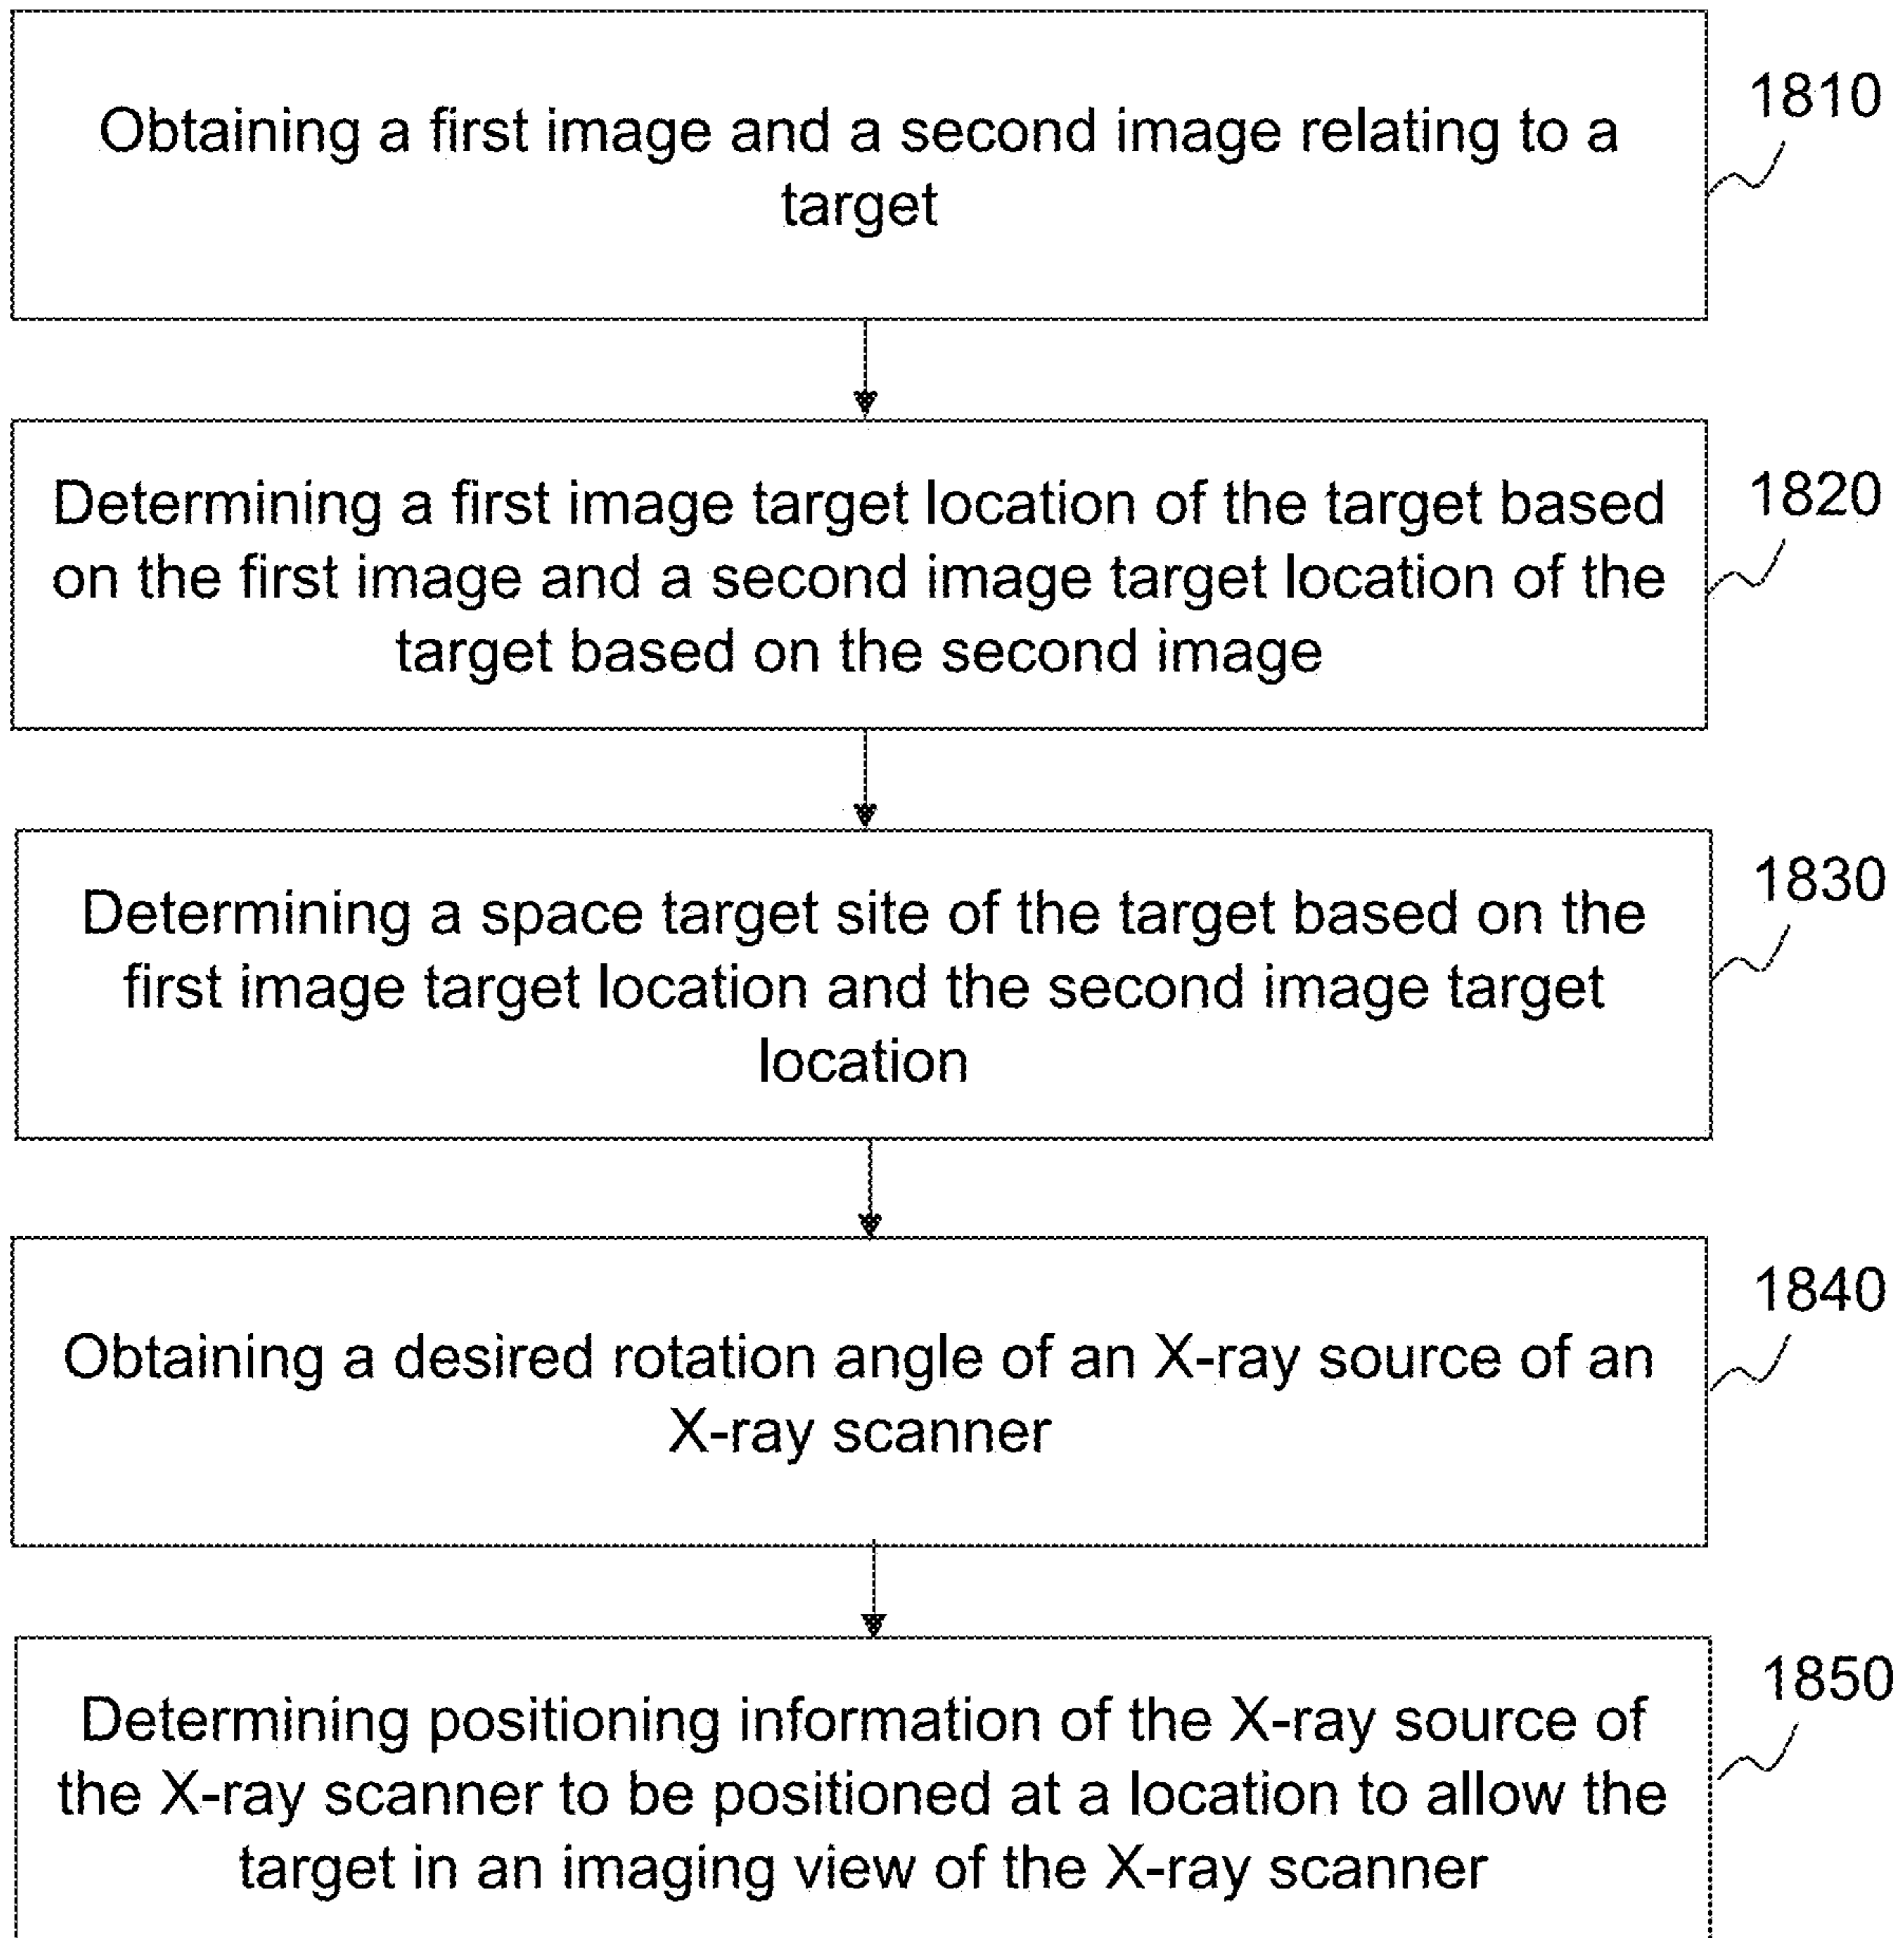 Obtaining a first image and a second image relating to a
target
1810
Determining a first image target location of the target based
on the first image and a second image target location of the
target based on the second image
1820
Determining a space target site of the target based on the
first image target location and the second image target
location
1830
Obtaining a desired rotation angle of an X-ray source of an
X-ray scanner
1840
Determining positioning information of the X-ray source of
the X-ray scanner to be positioned at a location to allow the
target in an imaging view of the X-ray scanner
1850